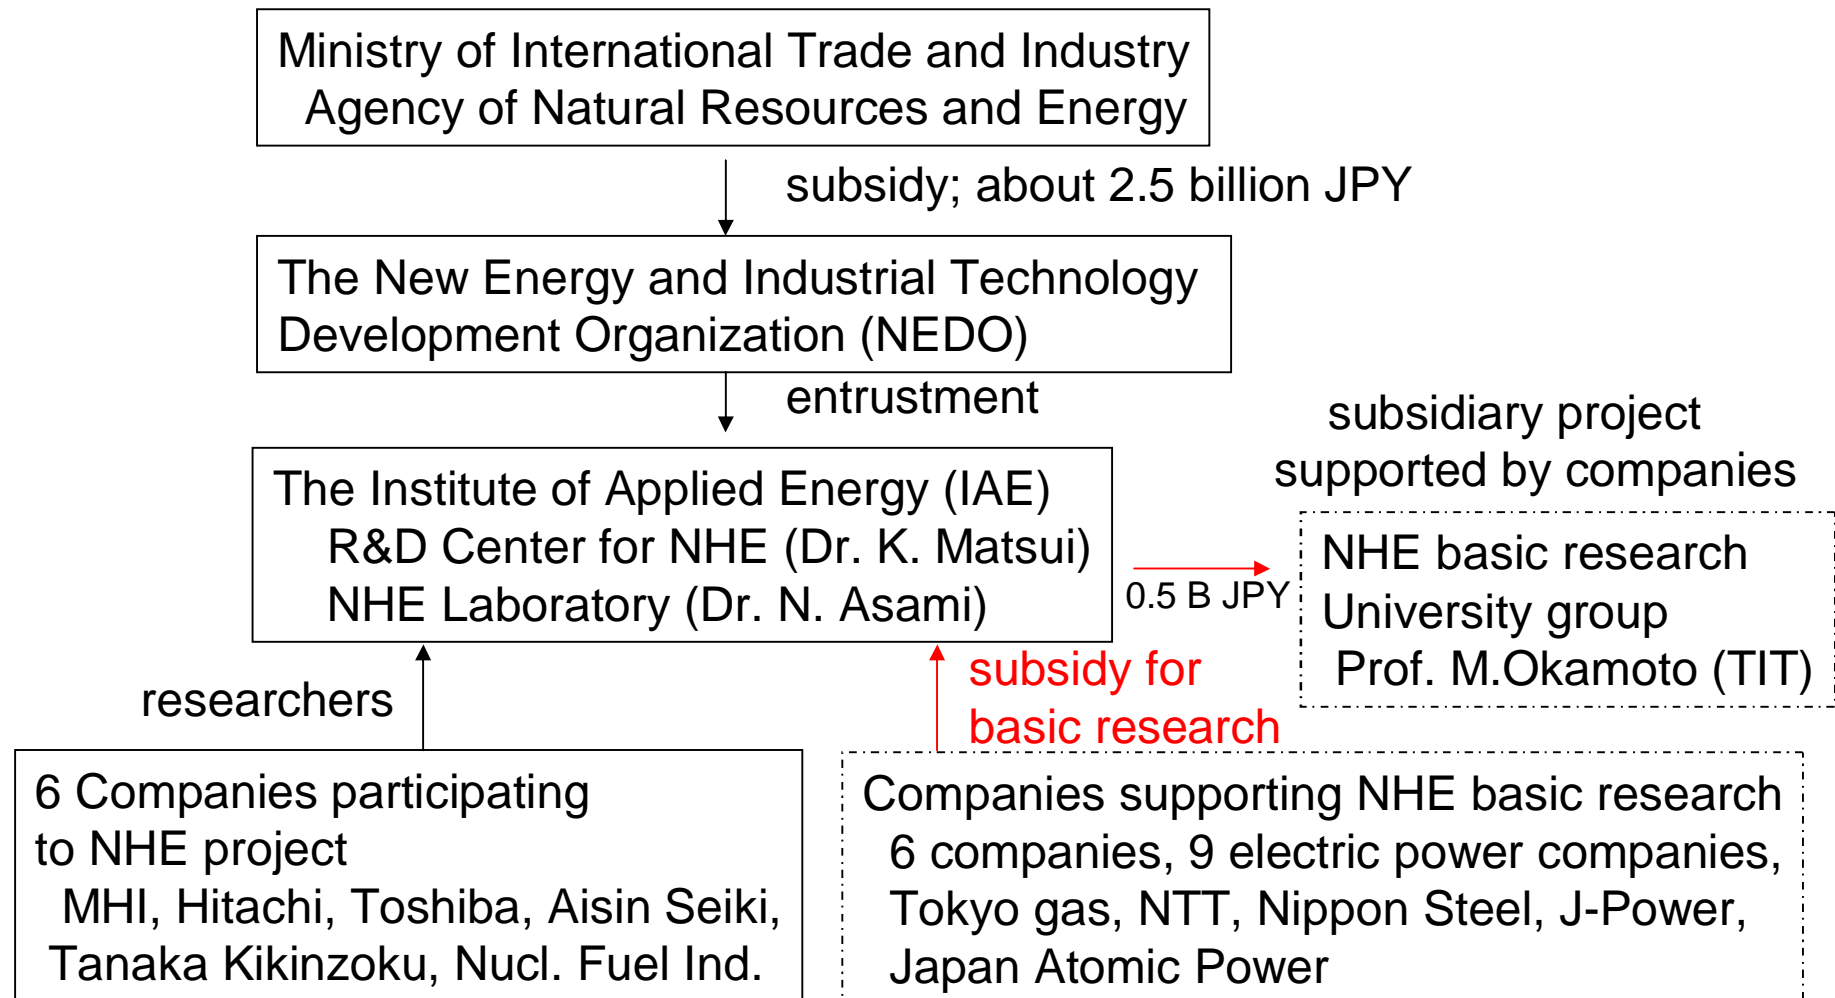 Ministry of International Trade and Industry
Agency of Natural Resources and Energy
subsidy; about 2.5 billion JPY
The New Energy and Industrial Technology
Development Organization (NEDO)
entrustment
subsidiary project
supported by companies
The Institute of Applied Energy (IAE)
R&D Center for NHE (Dr. K. Matsui)
NHE Laboratory (Dr. N. Asami)
0.5 B JPY
NHE basic research
University group
Prof. M.Okamoto (TIT)
researchers
subsidy for
basic research
6 Companies participating
to NHE project
MHI, Hitachi, Toshiba, Aisin Seiki,
Tanaka Kikinzoku, Nucl. Fuel Ind.
Companies supporting NHE basic research
6 companies, 9 electric power companies,
Tokyo gas, NTT, Nippon Steel, J-Power,
Japan Atomic Power